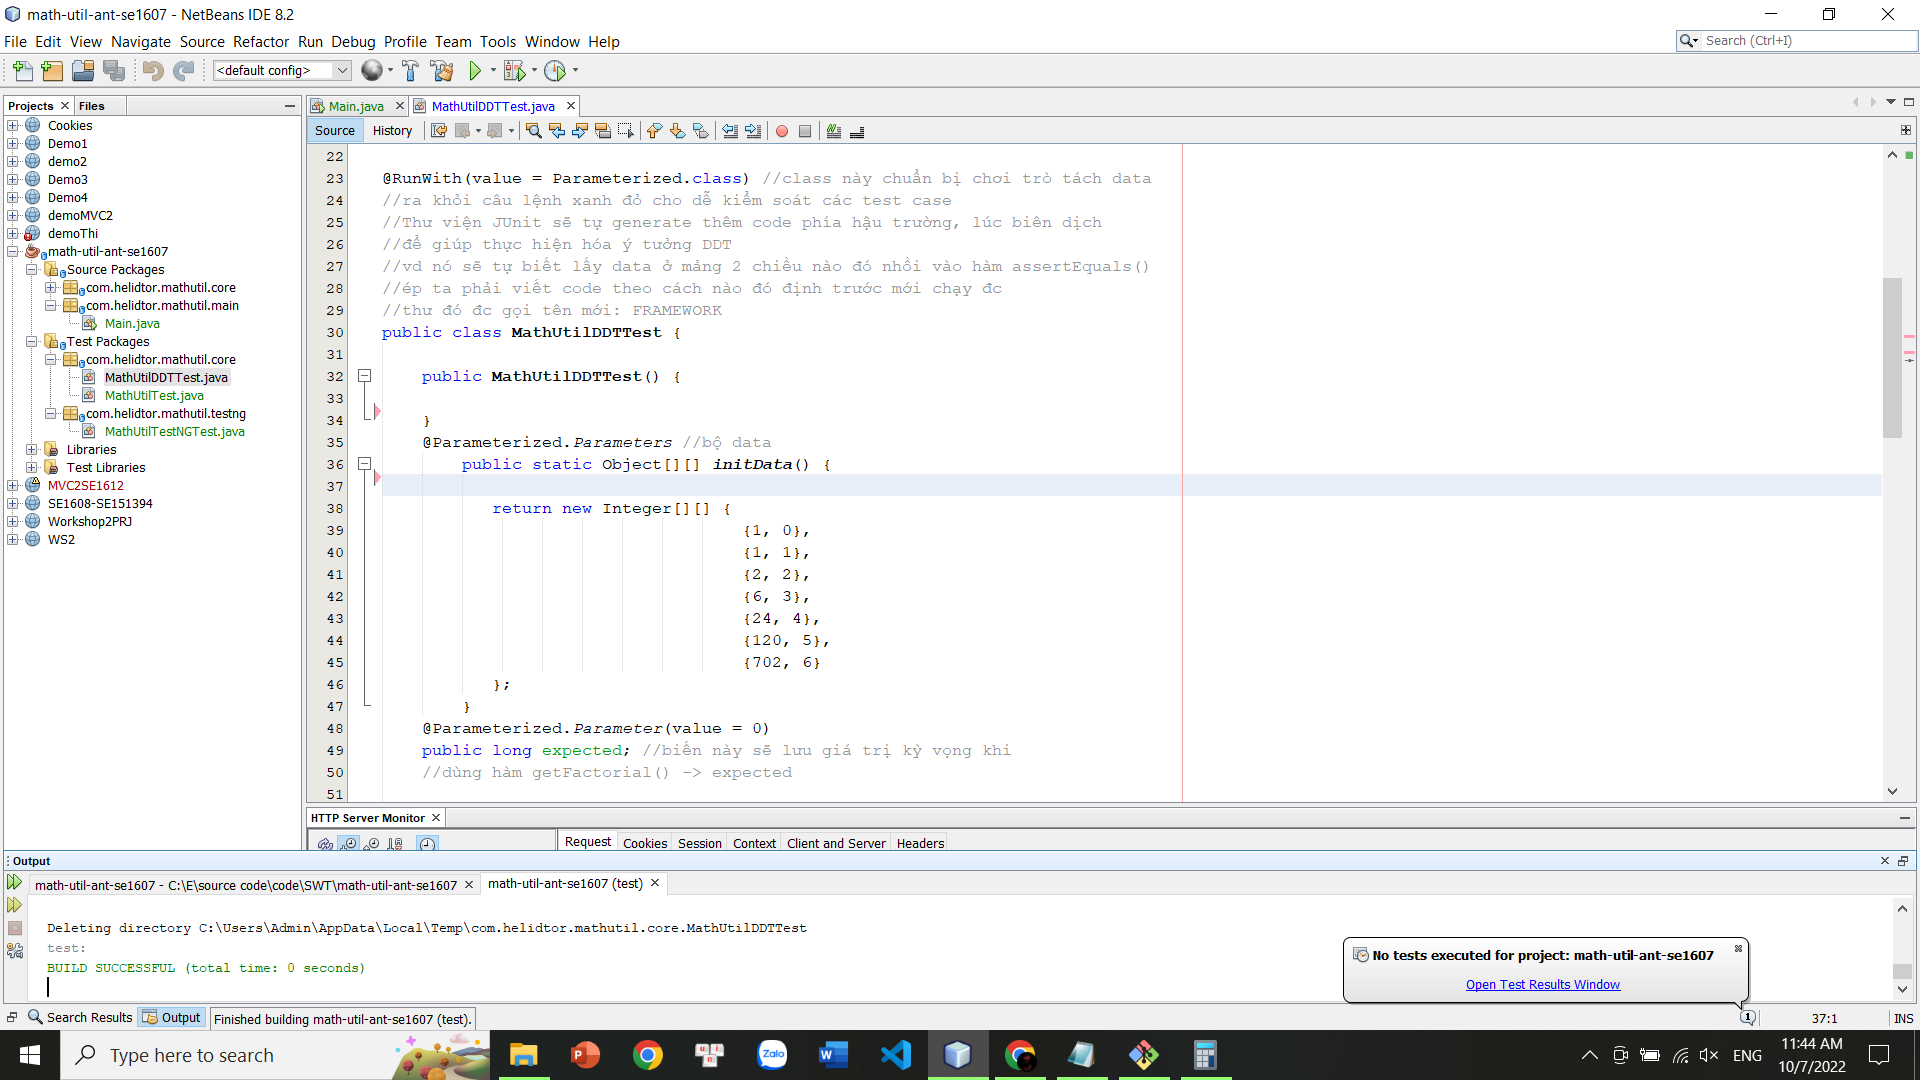 math-util-ant-se1607 - NetBeans IDE 8.2
File Edit View Navigate Source Refactor Run Debug Profile Team Tools Window Help
Search (Ctrl+I)
<default config>
Projects
Files
Cookies
Demo1
demo2
Demo3
Demo4
demoMVC2
demoThi
math-util-ant-se1607
Source Packages
com.helidtor.mathutil.core
com.helidtor.mathutil.main
Main.java
Test Packages
com.helidtor.mathutil.core
MathUtilDDTTest.java
MathUtilTest.java
com.helidtor.mathutil.testng
MathUtilTestNGTest.java
Libraries
Test Libraries
MVC2SE1612
SE1608-SE151394
Workshop2PRJ
WS2
Main.java
MathUtilDDTTest.java
Source History
22
23 @RunWith(value = Parameterized.class) //class này chuẩn bị chơi trò tách data
24 //ra khỏi câu lệnh xanh đỏ cho dễ kiểm soát các test case
25 //Thư viện JUnit sẽ tự generate thêm code phía hậu trường, lúc biên dịch
26 //để giúp thực hiện hóa ý tưởng DDT
27 //vd nó sẽ tự biết lấy data ở mảng 2 chiều nào đó nhồi vào hàm assertEquals()
28 //ép ta phải viết code theo cách nào đó định trước mới chạy đc
29 //thư đó đc gọi tên mới: FRAMEWORK
30 public class MathUtilDDTTest {
31
32 public MathUtilDDTTest() {
33
34 }
35 @Parameterized.Parameters //bộ data
36 public static Object[][] initData() {
37
38 return new Integer[][] {
39 {1, 0},
40 {1, 1},
41 {2, 2},
42 {6, 3},
43 {24, 4},
44 {120, 5},
45 {702, 6}
46 };
47 }
48 @Parameterized.Parameter(value = 0)
49 public long expected; //biến này sẽ lưu giá trị kỳ vọng khi
50 //dùng hàm getFactorial() -> expected
51
HTTP Server Monitor
Request Cookies Session Context Client and Server Headers
Output
math-util-ant-se1607 - C:\E\source code\code\SWT\math-util-ant-se1607
math-util-ant-se1607 (test)
Deleting directory C:\Users\Admin\AppData\Local\Temp\com.helidtor.mathutil.core.MathUtilDDTTest
test:
BUILD SUCCESSFUL (total time: 0 seconds)
No tests executed for project: math-util-ant-se1607
Open Test Results Window
Search Results
Output
Finished building math-util-ant-se1607 (test).
1
37:1
INS
Type here to search
Zalo
ENG
11:44 AM
10/7/2022